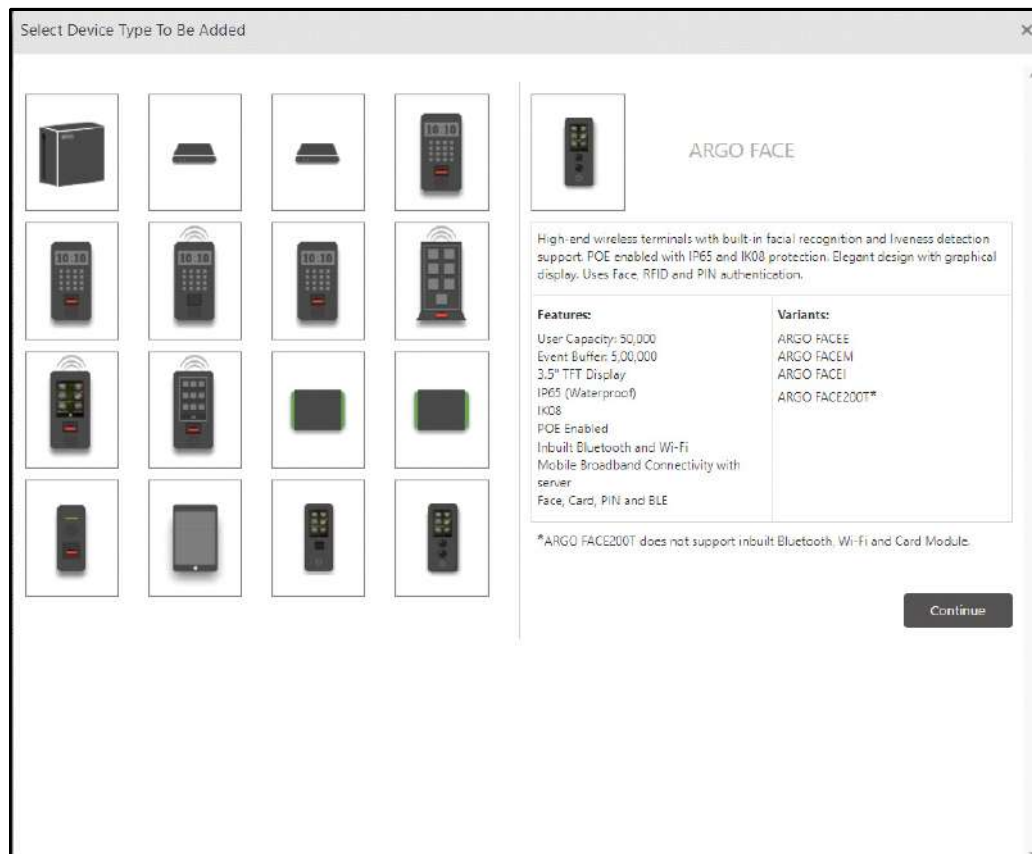 Select Device Type To Be Added
ARGO FACE
High-end wireless terminals with built-in facial recognition and liveness detection
support. POE enabled with IP65 and IK08 protection. Elegant design with graphical
display. Uses Face, RFID and PIN authentication.
Features:
User Capacity: 50,000
Event Buffer: 5,00,000
3.5" TFT Display
IP65 (Waterproof)
IK08
POE Enabled
Inbuilt Bluetooth and Wi-Fi
Mobile Broadband Connectivity with
server
Face, Card, PIN and BLE
Variants:
ARGO FACEE
ARGO FACEM
ARGO FACEI
ARGO FACE200T*
*ARGO FACE200T does not support inbuilt Bluetooth, Wi-Fi and Card Module.
Continue
10:10
10:10
10:10
10:10